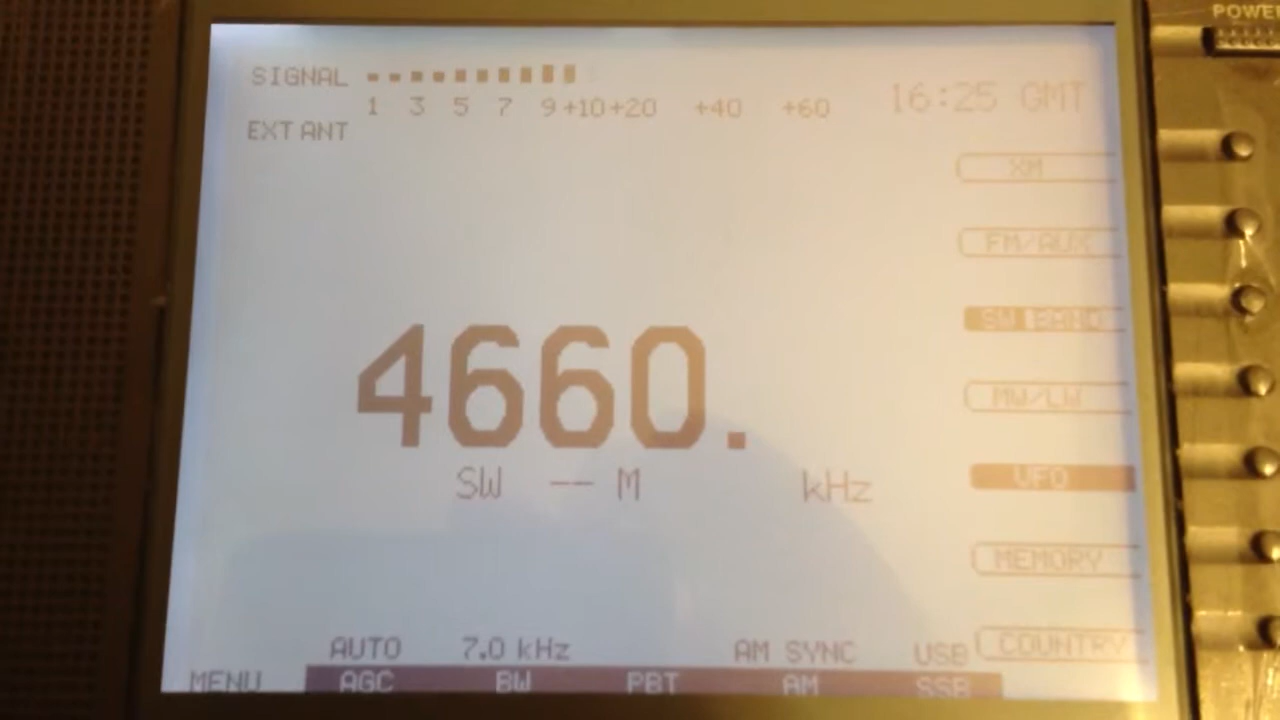 POWER
SIGNAL
1 3 5 7 9 +10 +20 +40 +60
16:25 GMT
EXT ANT
XM
FM/AUX
SW BAND
4660.
MW/LW
SW -- M kHz
VFO
MEMORY
AUTO 7.0 kHz AM SYNC USB
COUNTRY
MENU AGC BW PBT AM SSB